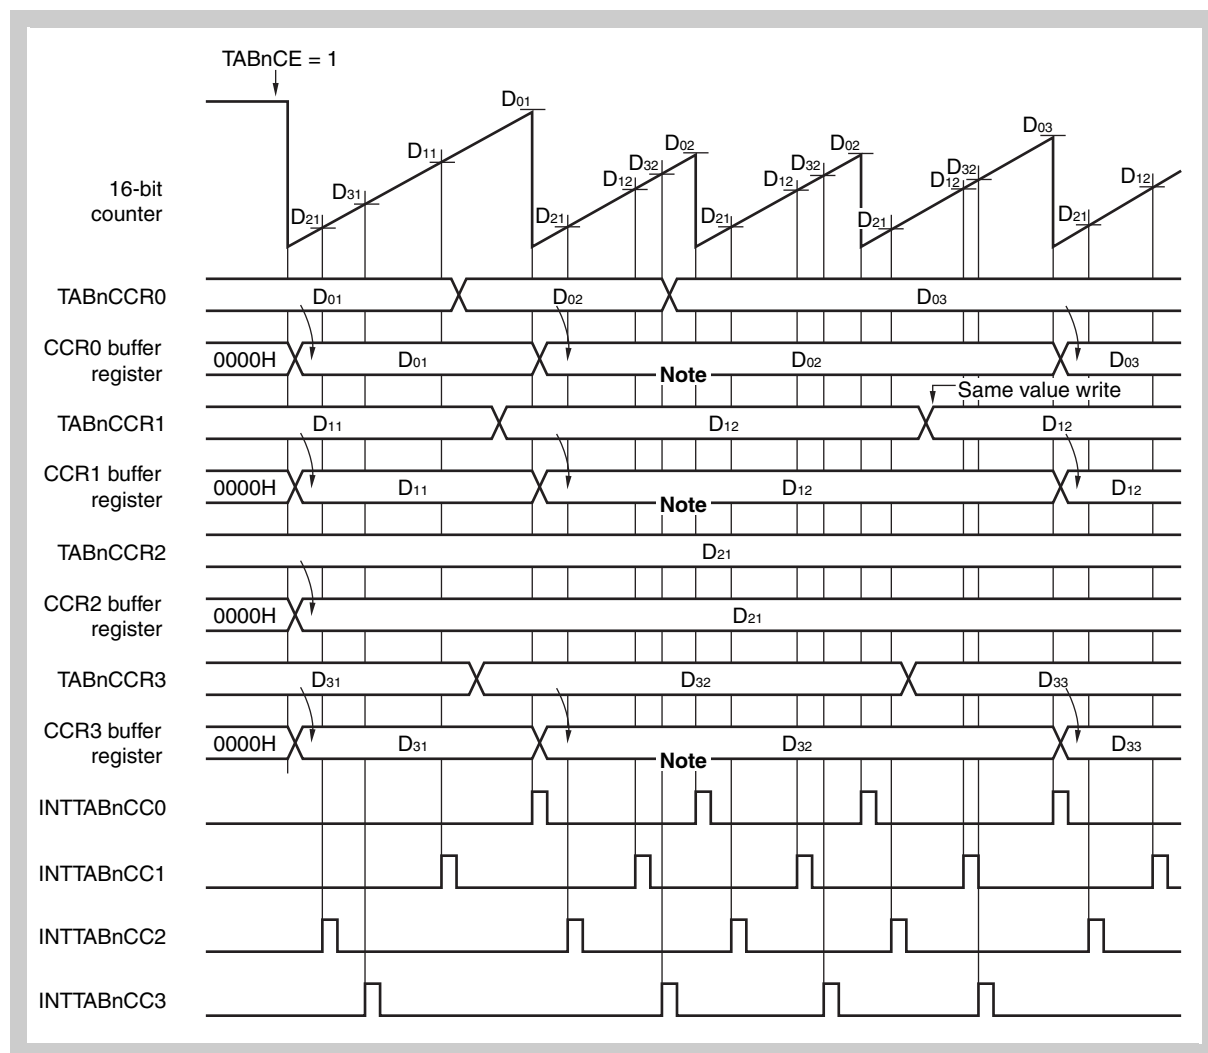 TABnCE = 1
D01
D11
D31
D21
D02
D32
D12
D21
D02
D32
D12
D21
D03
D32
D12
D21
D12
D21
16-bit
counter
TABnCCR0
D01
D02
D03
CCR0 buffer
register
0000H
D01
D02
D03
Note
Same value write
TABnCCR1
D11
D12
D12
CCR1 buffer
register
0000H
D11
D12
D12
Note
TABnCCR2
D21
CCR2 buffer
register
0000H
D21
TABnCCR3
D31
D32
D33
CCR3 buffer
register
0000H
D31
D32
D33
Note
INTTABnCC0
INTTABnCC1
INTTABnCC2
INTTABnCC3